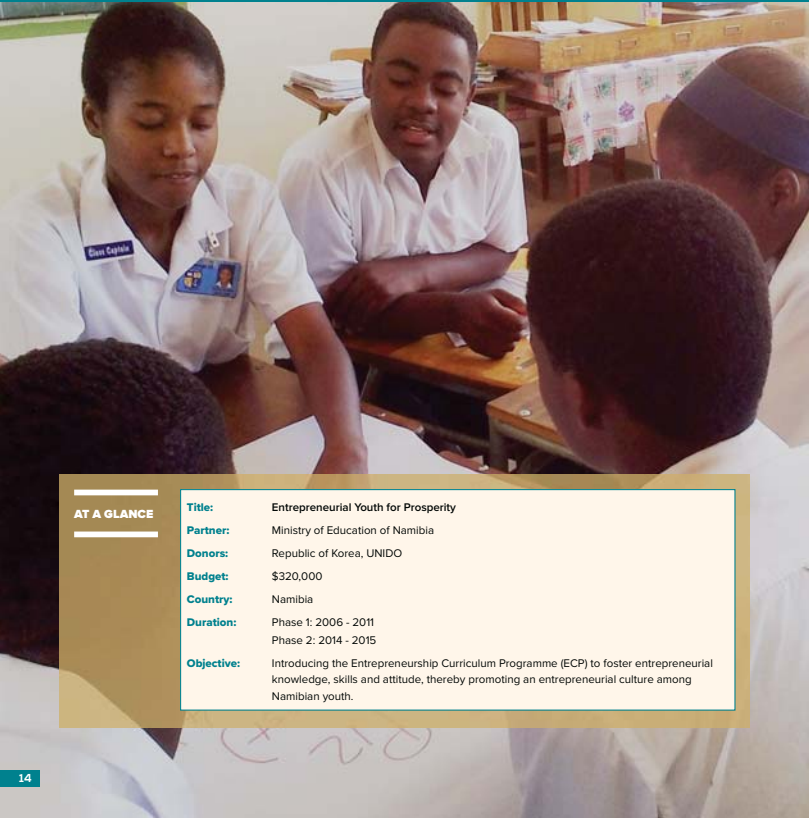 Class Captain
AT A GLANCE
Title: Entrepreneurial Youth for Prosperity
Partner: Ministry of Education of Namibia
Donors: Republic of Korea, UNIDO
Budget: $320,000
Country: Namibia
Duration: Phase 1: 2006 - 2011
Phase 2: 2014 - 2015
Objective: Introducing the Entrepreneurship Curriculum Programme (ECP) to foster entrepreneurial
knowledge, skills and attitude, thereby promoting an entrepreneurial culture among
Namibian youth.
14